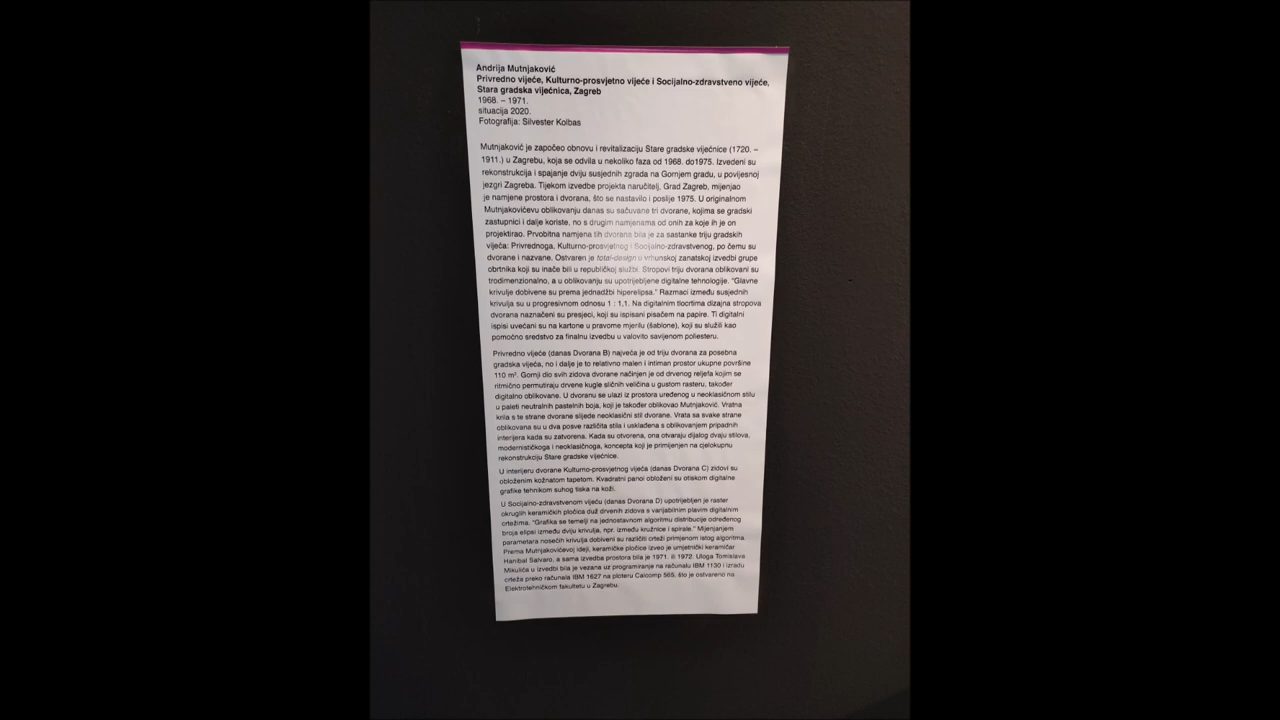 Andrija Mutnjaković
Privredno vijeće, Kulturno-prosvjetno vijeće i Socijalno-zdravstveno vijeće,
Stara gradska vijećnica, Zagreb
1968. – 1971.
situacija 2020.
Fotografija: Silvester Kolbas
Mutnjaković je započeo obnovu i revitalizaciju Stare gradske vijećnice (1720. –
1911.) u Zagrebu, koja se odvila u nekoliko faza od 1968. do1975. Izvedeni su
rekonstrukcija i spajanje dviju susjednih zgrada na Gornjem gradu, u povijesnoj
jezgri Zagreba. Tijekom izvedbe projekta naručitelj, Grad Zagreb, mijenjao
je namjene prostora i dvorana, što se nastavilo i poslije 1975. U originalnom
Mutnjakovićevu oblikovanju danas su sačuvane tri dvorane, kojima se gradski
zastupnici i dalje koriste, no s drugim namjenama od onih za koje ih je on
projektirao. Prvobitna namjena tih dvorana bila je za sastanke triju gradskih
vijeća: Privrednoga, Kulturno-prosvjetnog i Socijalno-zdravstvenog, po čemu su
dvorane i nazvane. Ostvaren je total-design u vrhunskoj zanatskoj izvedbi grupe
obrtnika koji su inače bili u republičkoj službi. Stropovi triju dvorana oblikovani su
trodimenzionalno, a u oblikovanju su upotrijebljene digitalne tehnologije. "Glavne
krivulje dobivene su prema jednadžbi hiperelipsa." Razmaci između susjednih
krivulja su u progresivnom odnosu 1 : 1,1. Na digitalnim tlocrtima dizajna stropova
dvorana naznačeni su presjeci, koji su ispisani pisačem na papire. Ti digitalni
ispisi uvećani su na kartone u pravome mjerilu (šablone), koji su služili kao
pomoćno sredstvo za finalnu izvedbu u valovito savijenom poliesteru.
Privredno vijeće (danas Dvorana B) najveća je od triju dvorana za posebna
gradska vijeća, no i dalje je to relativno malen i intiman prostor ukupne površine
110 m². Gornji dio svih zidova dvorane načinjen je od drvenog reljefa kojim se
ritmično permutiraju drvene kugle sličnih veličina u gustom rasteru, također
digitalno oblikovane. U dvoranu se ulazi iz prostora uređenog u neoklasičnom stilu
u paleti neutralnih pastelnih boja, koji je također oblikovao Mutnjaković. Vratna
krila s te strane dvorane slijede neoklasični stil dvorane. Vrata sa svake strane
oblikovana su u dva posve različita stila i usklađena s oblikovanjem pripadnih
interijera kada su zatvorena. Kada su otvorena, ona otvaraju dijalog dvaju stilova,
modernističkoga i neoklasičnoga, koncepta koji je primijenjen na cjelokupnu
rekonstrukciju Stare gradske vijećnice.
U interijeru dvorane Kulturno-prosvjetnog vijeća (danas Dvorana C) zidovi su
obloženim kožnatom tapetom. Kvadratni panoi obloženi su otiskom digitalne
grafike tehnikom suhog tiska na koži.
U Socijalno-zdravstvenom vijeću (danas Dvorana D) upotrijebljen je raster
okruglih keramičkih pločica duž drvenih zidova s varijabilnim plavim digitalnim
crtežima. "Grafika se temelji na jednostavnom algoritmu distribucije određenog
broja elipsi između dviju krivulja, npr. između kružnice i spirale." Mijenjanjem
parametara nosećih krivulja dobiveni su različiti crteži primjenom istog algoritma.
Prema Mutnjakovićevoj ideji, keramičke pločice izveo je umjetnički keramičar
Hanibal Salvaro, a sama izvedba prostora bila je 1971. ili 1972. Uloga Tomislava
Mikulića u izvedbi bila je vezana uz programiranje na računalu IBM 1130 i izradu
crteža preko računala IBM 1627 na ploteru Calcomp 565, što je ostvareno na
Elektrotehničkom fakultetu u Zagrebu.